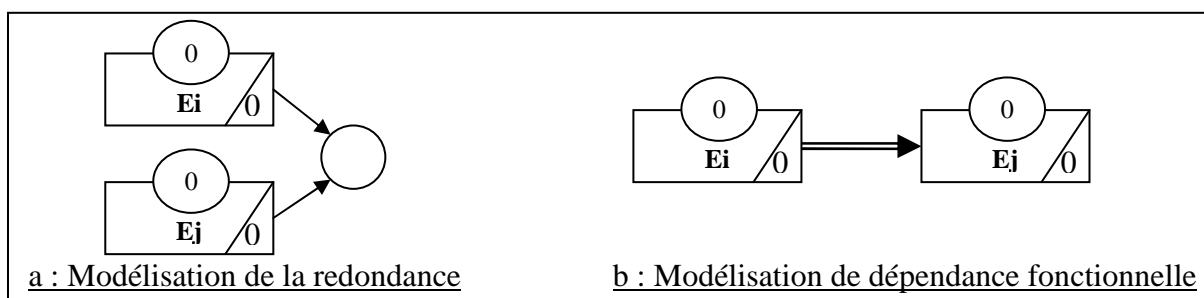 0
Ei 0
0
Ej 0
0
Ei 0
0
Ej 0
a : Modélisation de la redondance
b : Modélisation de dépendance fonctionnelle